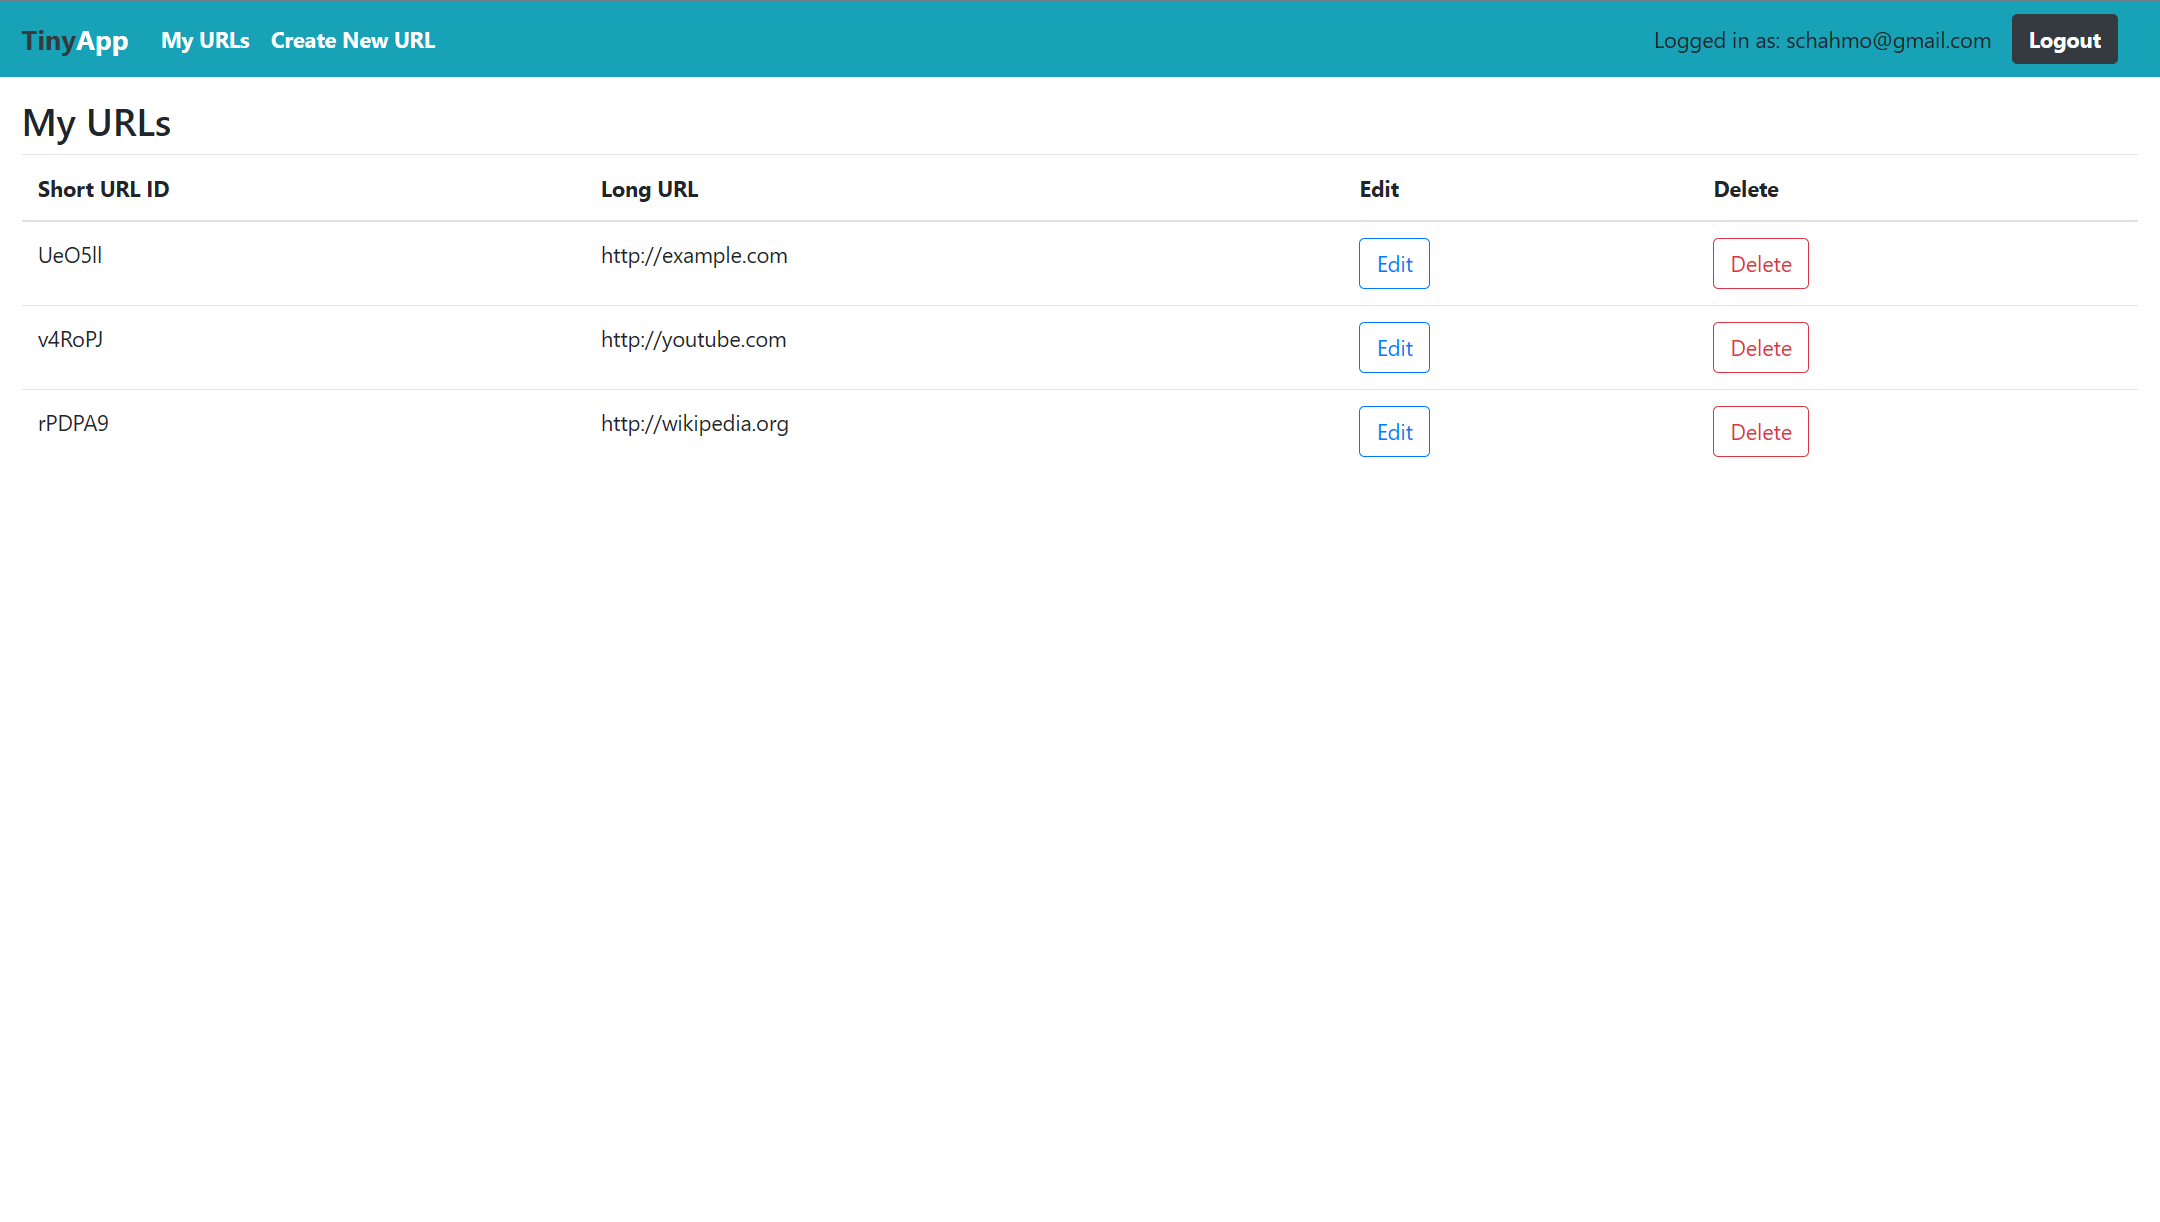 TinyApp My URLs Create New URL Logged in as: schahmo@gmail.com Logout
My URLs
Short URL ID Long URL Edit Delete
UeO5ll http://example.com Edit Delete
v4RoPJ http://youtube.com Edit Delete
rPDPA9 http://wikipedia.org Edit Delete